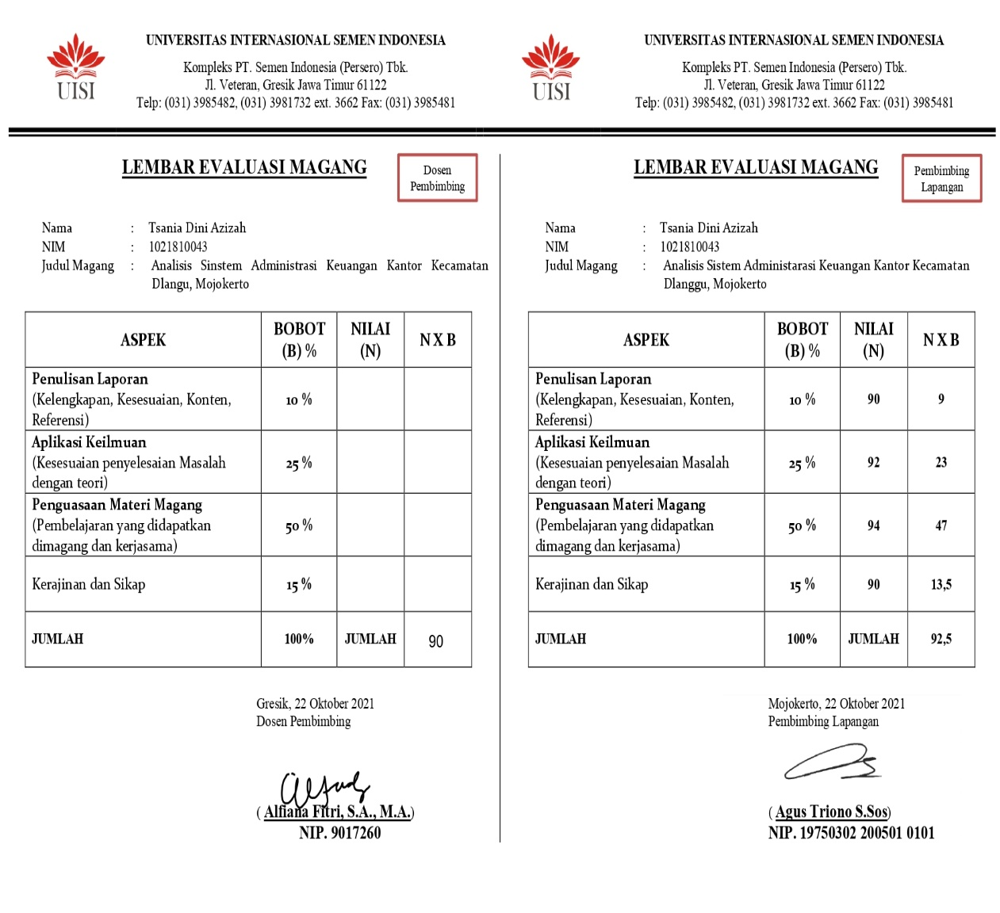 UISI
UNIVERSITAS INTERNASIONAL SEMEN INDONESIA
Kompleks PT. Semen Indonesia (Persero) Tbk.
Jl. Veteran, Gresik Jawa Timur 61122
Telp: (031) 3985482, (031) 3981732 ext. 3662 Fax: (031) 3985481
LEMBAR EVALUASI MAGANG
Dosen
Pembimbing
Nama : Tsania Dini Azizah
NIM : 1021810043
Judul Magang : Analisis Sinstem Administrasi Keuangan Kantor Kecamatan
Dlangu, Mojokerto
ASPEK BOBOT (B) % NILAI (N) N X B
Penulisan Laporan
(Kelengkapan, Kesesuaian, Konten, 10 %
Referensi)
Aplikasi Keilmuan
(Kesesuaian penyelesaian Masalah 25 %
dengan teori)
Penguasaan Materi Magang
(Pembelajaran yang didapatkan 50 %
dimagang dan kerjasama)
Kerajinan dan Sikap 15 %
JUMLAH 100% JUMLAH 90
Gresik, 22 Oktober 2021
Dosen Pembimbing
( Alfiana Fitri, S.A., M.A.)
NIP. 9017260
UISI
UNIVERSITAS INTERNASIONAL SEMEN INDONESIA
Kompleks PT. Semen Indonesia (Persero) Tbk.
Jl. Veteran, Gresik Jawa Timur 61122
Telp: (031) 3985482, (031) 3981732 ext. 3662 Fax: (031) 3985481
LEMBAR EVALUASI MAGANG
Pembimbing
Lapangan
Nama : Tsania Dini Azizah
NIM : 1021810043
Judul Magang : Analisis Sistem Administarasi Keuangan Kantor Kecamatan
Dlanggu, Mojokerto
ASPEK BOBOT (B) % NILAI (N) N X B
Penulisan Laporan
(Kelengkapan, Kesesuaian, Konten, 10 % 90 9
Referensi)
Aplikasi Keilmuan
(Kesesuaian penyelesaian Masalah 25 % 92 23
dengan teori)
Penguasaan Materi Magang
(Pembelajaran yang didapatkan 50 % 94 47
dimagang dan kerjasama)
Kerajinan dan Sikap 15 % 90 13,5
JUMLAH 100% JUMLAH 92,5
Mojokerto, 22 Oktober 2021
Pembimbing Lapangan
( Agus Triono S.Sos)
NIP. 19750302 200501 0101